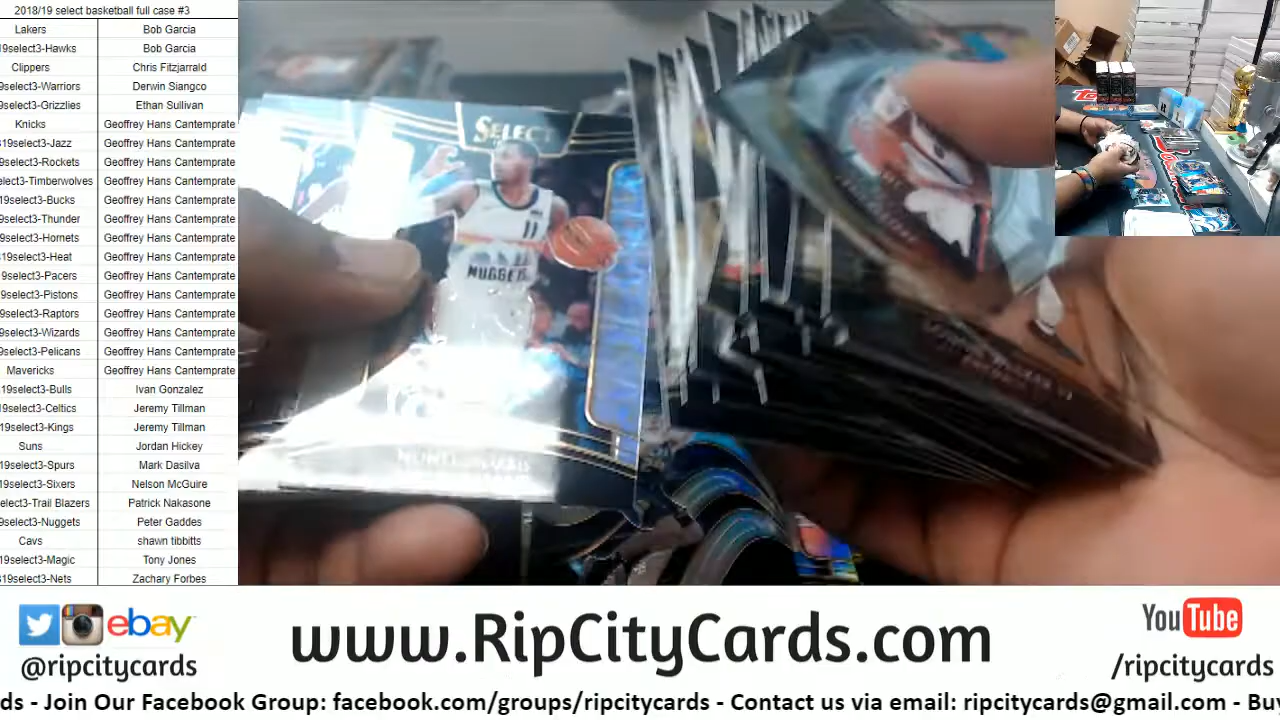 2018/19 select basketball full case #3
Lakers Bob Garcia
19select3-Hawks Bob Garcia
Clippers Chris Fitzjarrald
9select3-Warriors Derwin Siangco
9select3-Grizzlies Ethan Sullivan
Knicks Geoffrey Hans Cantemprate
19select3-Jazz Geoffrey Hans Cantemprate
9select3-Rockets Geoffrey Hans Cantemprate
elect3-Timberwolves Geoffrey Hans Cantemprate
9select3-Bucks Geoffrey Hans Cantemprate
9select3-Thunder Geoffrey Hans Cantemprate
9select3-Hornets Geoffrey Hans Cantemprate
19select3-Heat Geoffrey Hans Cantemprate
9select3-Pacers Geoffrey Hans Cantemprate
9select3-Pistons Geoffrey Hans Cantemprate
9select3-Raptors Geoffrey Hans Cantemprate
9select3-Wizards Geoffrey Hans Cantemprate
9select3-Pelicans Geoffrey Hans Cantemprate
Mavericks Geoffrey Hans Cantemprate
19select3-Bulls Ivan Gonzalez
19select3-Celtics Jeremy Tillman
19select3-Kings Jeremy Tillman
Suns Jordan Hickey
19select3-Spurs Mark Dasilva
9select3-Sixers Nelson McGuire
elect3-Trail Blazers Patrick Nakasone
9select3-Nuggets Peter Gaddes
Cavs shawn tibbitts
19select3-Magic Tony Jones
19select3-Nets Zachary Forbes
SELECT
11
NUGGETS
ebay
@ripcitycards
www.RipCityCards.com
YouTube
/ripcitycards
ds - Join Our Facebook Group: facebook.com/groups/ripcitycards - Contact us via email: ripcitycards@gmail.com - Buy